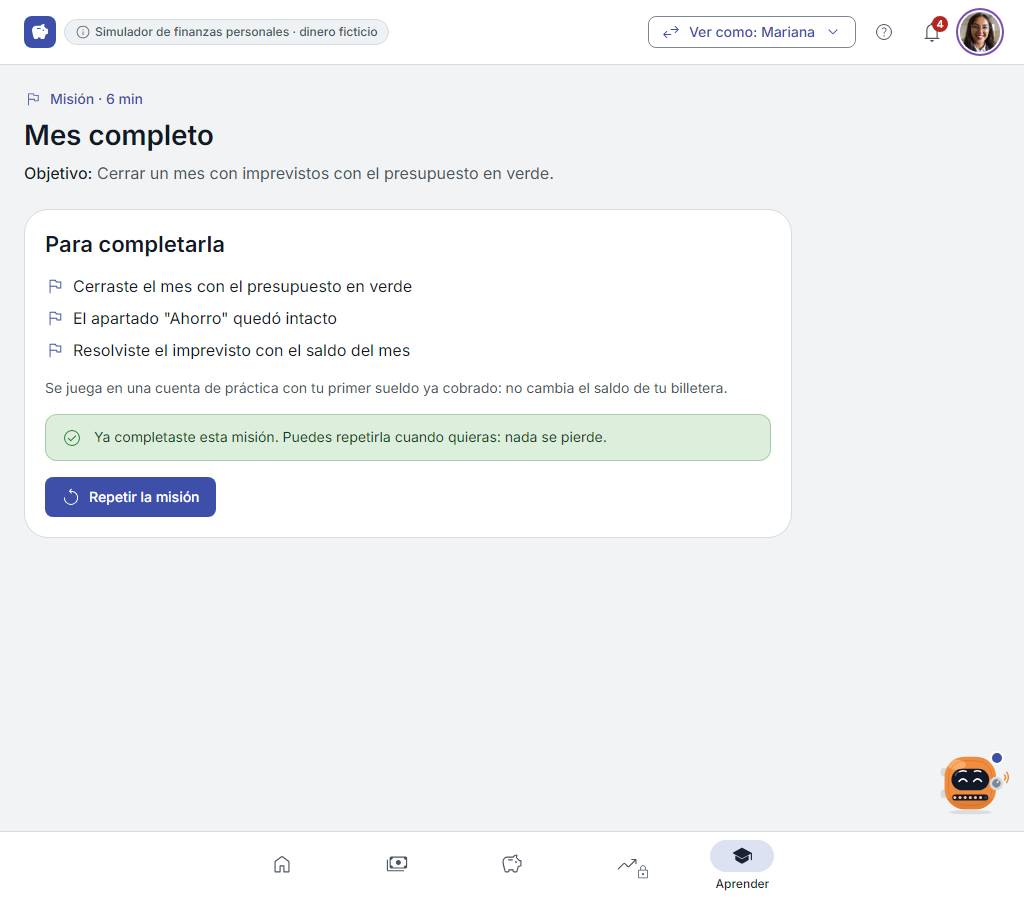 Simulador de finanzas personales · dinero ficticio
Ver como: Mariana
4
Misión · 6 min
Mes completo
Objetivo: Cerrar un mes con imprevistos con el presupuesto en verde.
Para completarla
Cerraste el mes con el presupuesto en verde
El apartado "Ahorro" quedó intacto
Resolviste el imprevisto con el saldo del mes
Se juega en una cuenta de práctica con tu primer sueldo ya cobrado: no cambia el saldo de tu billetera.
Ya completaste esta misión. Puedes repetirla cuando quieras: nada se pierde.
Repetir la misión
Aprender